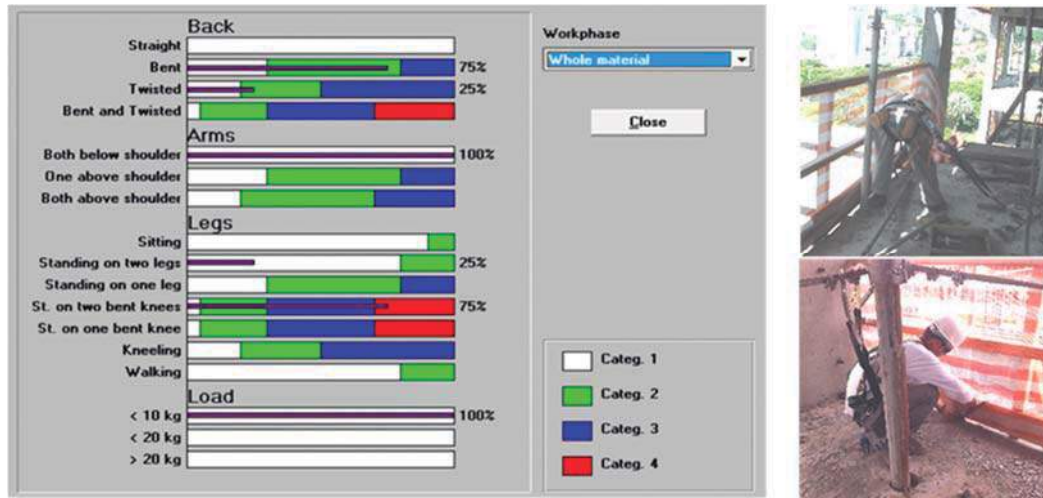 Back
Straight
Bent 75%
Twisted 25%
Bent and Twisted
Arms
Both below shoulder 100%
One above shoulder
Both above shoulder
Legs
Sitting
Standing on two legs 25%
Standing on one leg
St. on two bent knees 75%
St. on one bent knee
Kneeling
Walking
Load
< 10 kg 100%
< 20 kg
> 20 kg
Workphase
Whole material
Close
Categ. 1
Categ. 2
Categ. 3
Categ. 4